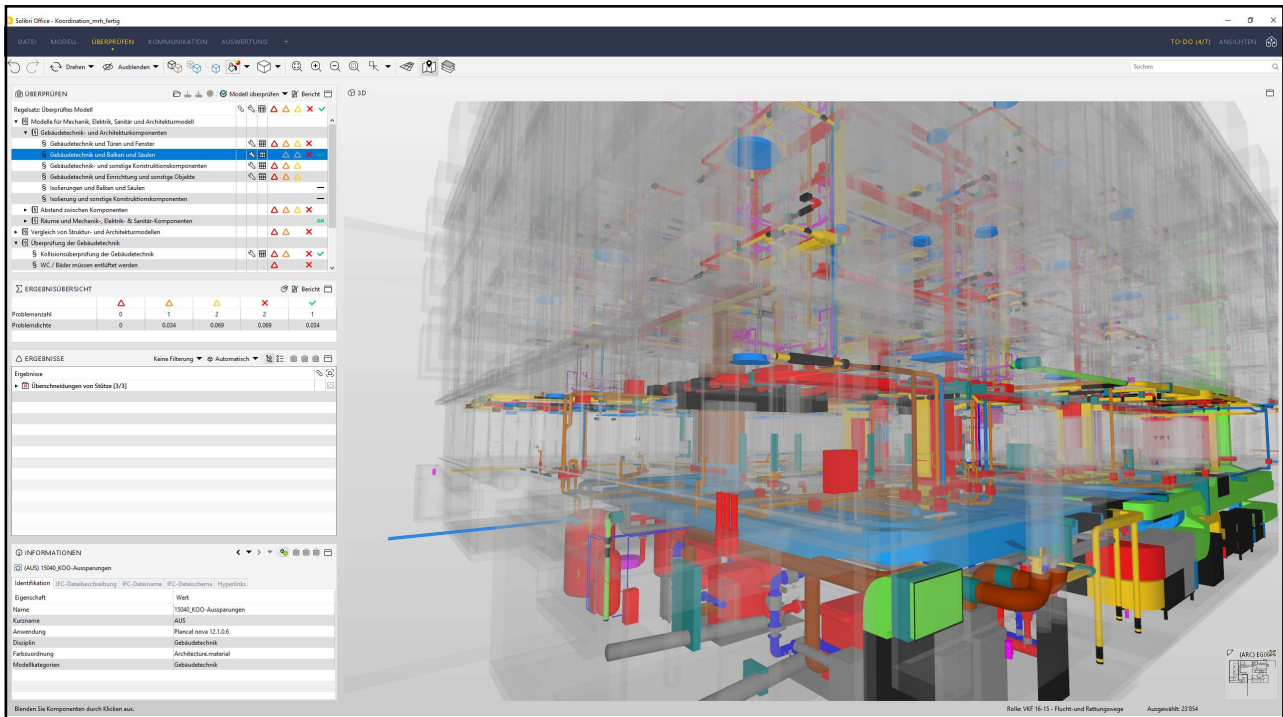 Solibri Office - Koordination_mrh_fertig
DATEI MODELL ÜBERPRÜFEN KOMMUNIKATION AUSWERTUNG +
TO-DO (4/7) ANSICHTEN
Drehen Ausblenden
Suchen
ÜBERPRÜFEN Modell überprüfen Bericht
3D
Regelsatz: Überprüftes Modell
§ Modelle für Mechanik, Elektrik, Sanitär und Architekturmodell
§ Gebäudetechnik- und Architekturkomponenten
§ Gebäudetechnik und Türen und Fenster
§ Gebäudetechnik und Balken und Säulen
§ Gebäudetechnik- und sonstige Konstruktionskomponenten
§ Gebäudetechnik und Einrichtung und sonstige Objekte
§ Isolierungen und Balken und Säulen —
§ Isolierung und sonstige Konstruktionskomponenten —
§ Abstand zwischen Komponenten
§ Räume und Mechanik-, Elektrik- & Sanitär-Komponenten OK
§ Vergleich von Struktur- und Architekturmodellen
§ Überprüfung der Gebäudetechnik
§ Kollisionsüberprüfung der Gebäudetechnik
§ WC / Bäder müssen entlüftet werden
∑ ERGEBNISÜBERSICHT Bericht
Problemanzahl 0 1 2 2 1
Problemdichte 0 0.034 0.069 0.069 0.034
ERGEBNISSE Keine Filterung Automatisch
Ergebnisse
Überschneidungen von Stütze [3/3]
INFORMATIONEN
(AUS) 15040_KOO-Aussparungen
Identifikation IFC-Dateibeschreibung IFC-Dateiname IFC-Dateischema Hyperlinks
Eigenschaft Wert
Name 15040_KOO-Aussparungen
Kurzname AUS
Anwendung Plancal nova 12.1.0.6
Disziplin Gebäudetechnik
Farbzuordnung Architecture.material
Modellkategorien Gebäudetechnik
Blenden Sie Komponenten durch Klicken aus.
Rolle: VKF 16-15 - Flucht-und Rettungswege Ausgewählt: 23'854